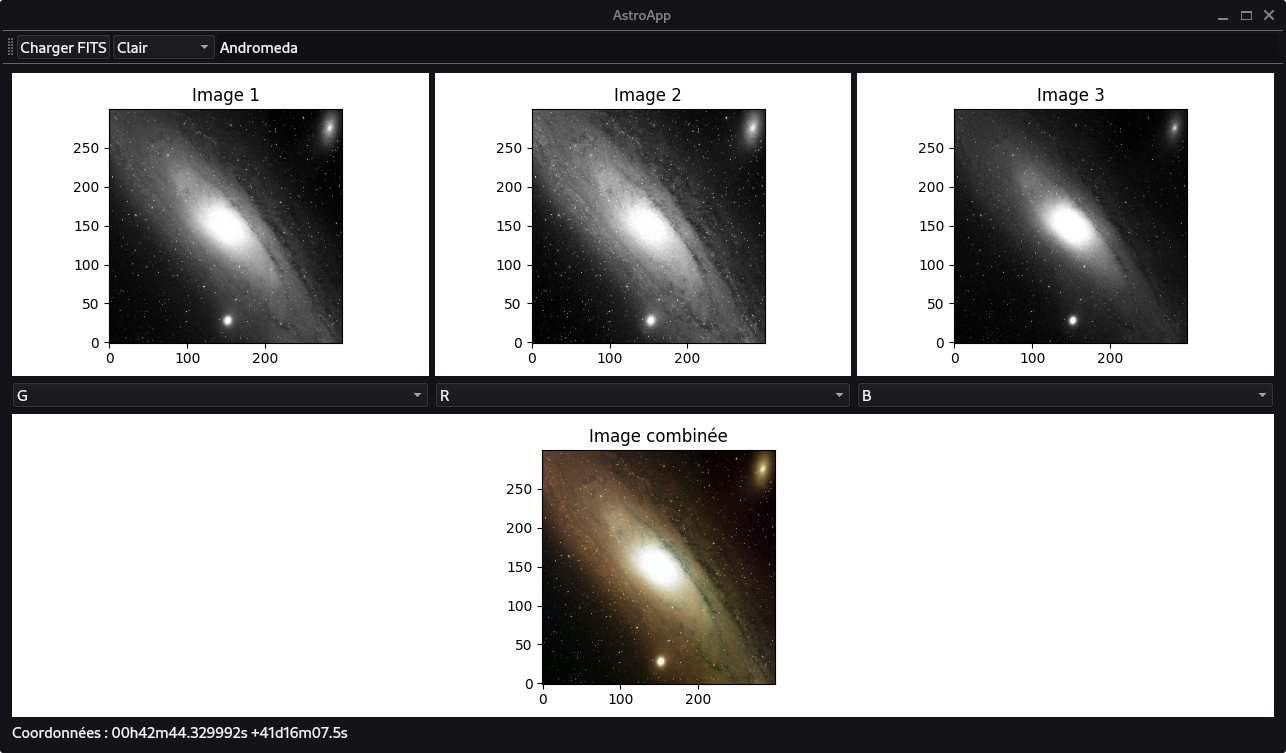 AstroApp
Charger FITS Clair Andromeda
Image 1 Image 2 Image 3
250 250 250
200 200 200
150 150 150
100 100 100
50 50 50
0 0 0
0 100 200 0 100 200 0 100 200
G R B
Image combinée
250
200
150
100
50
0
0 100 200
Coordonnées : 00h42m44.329992s +41d16m07.5s